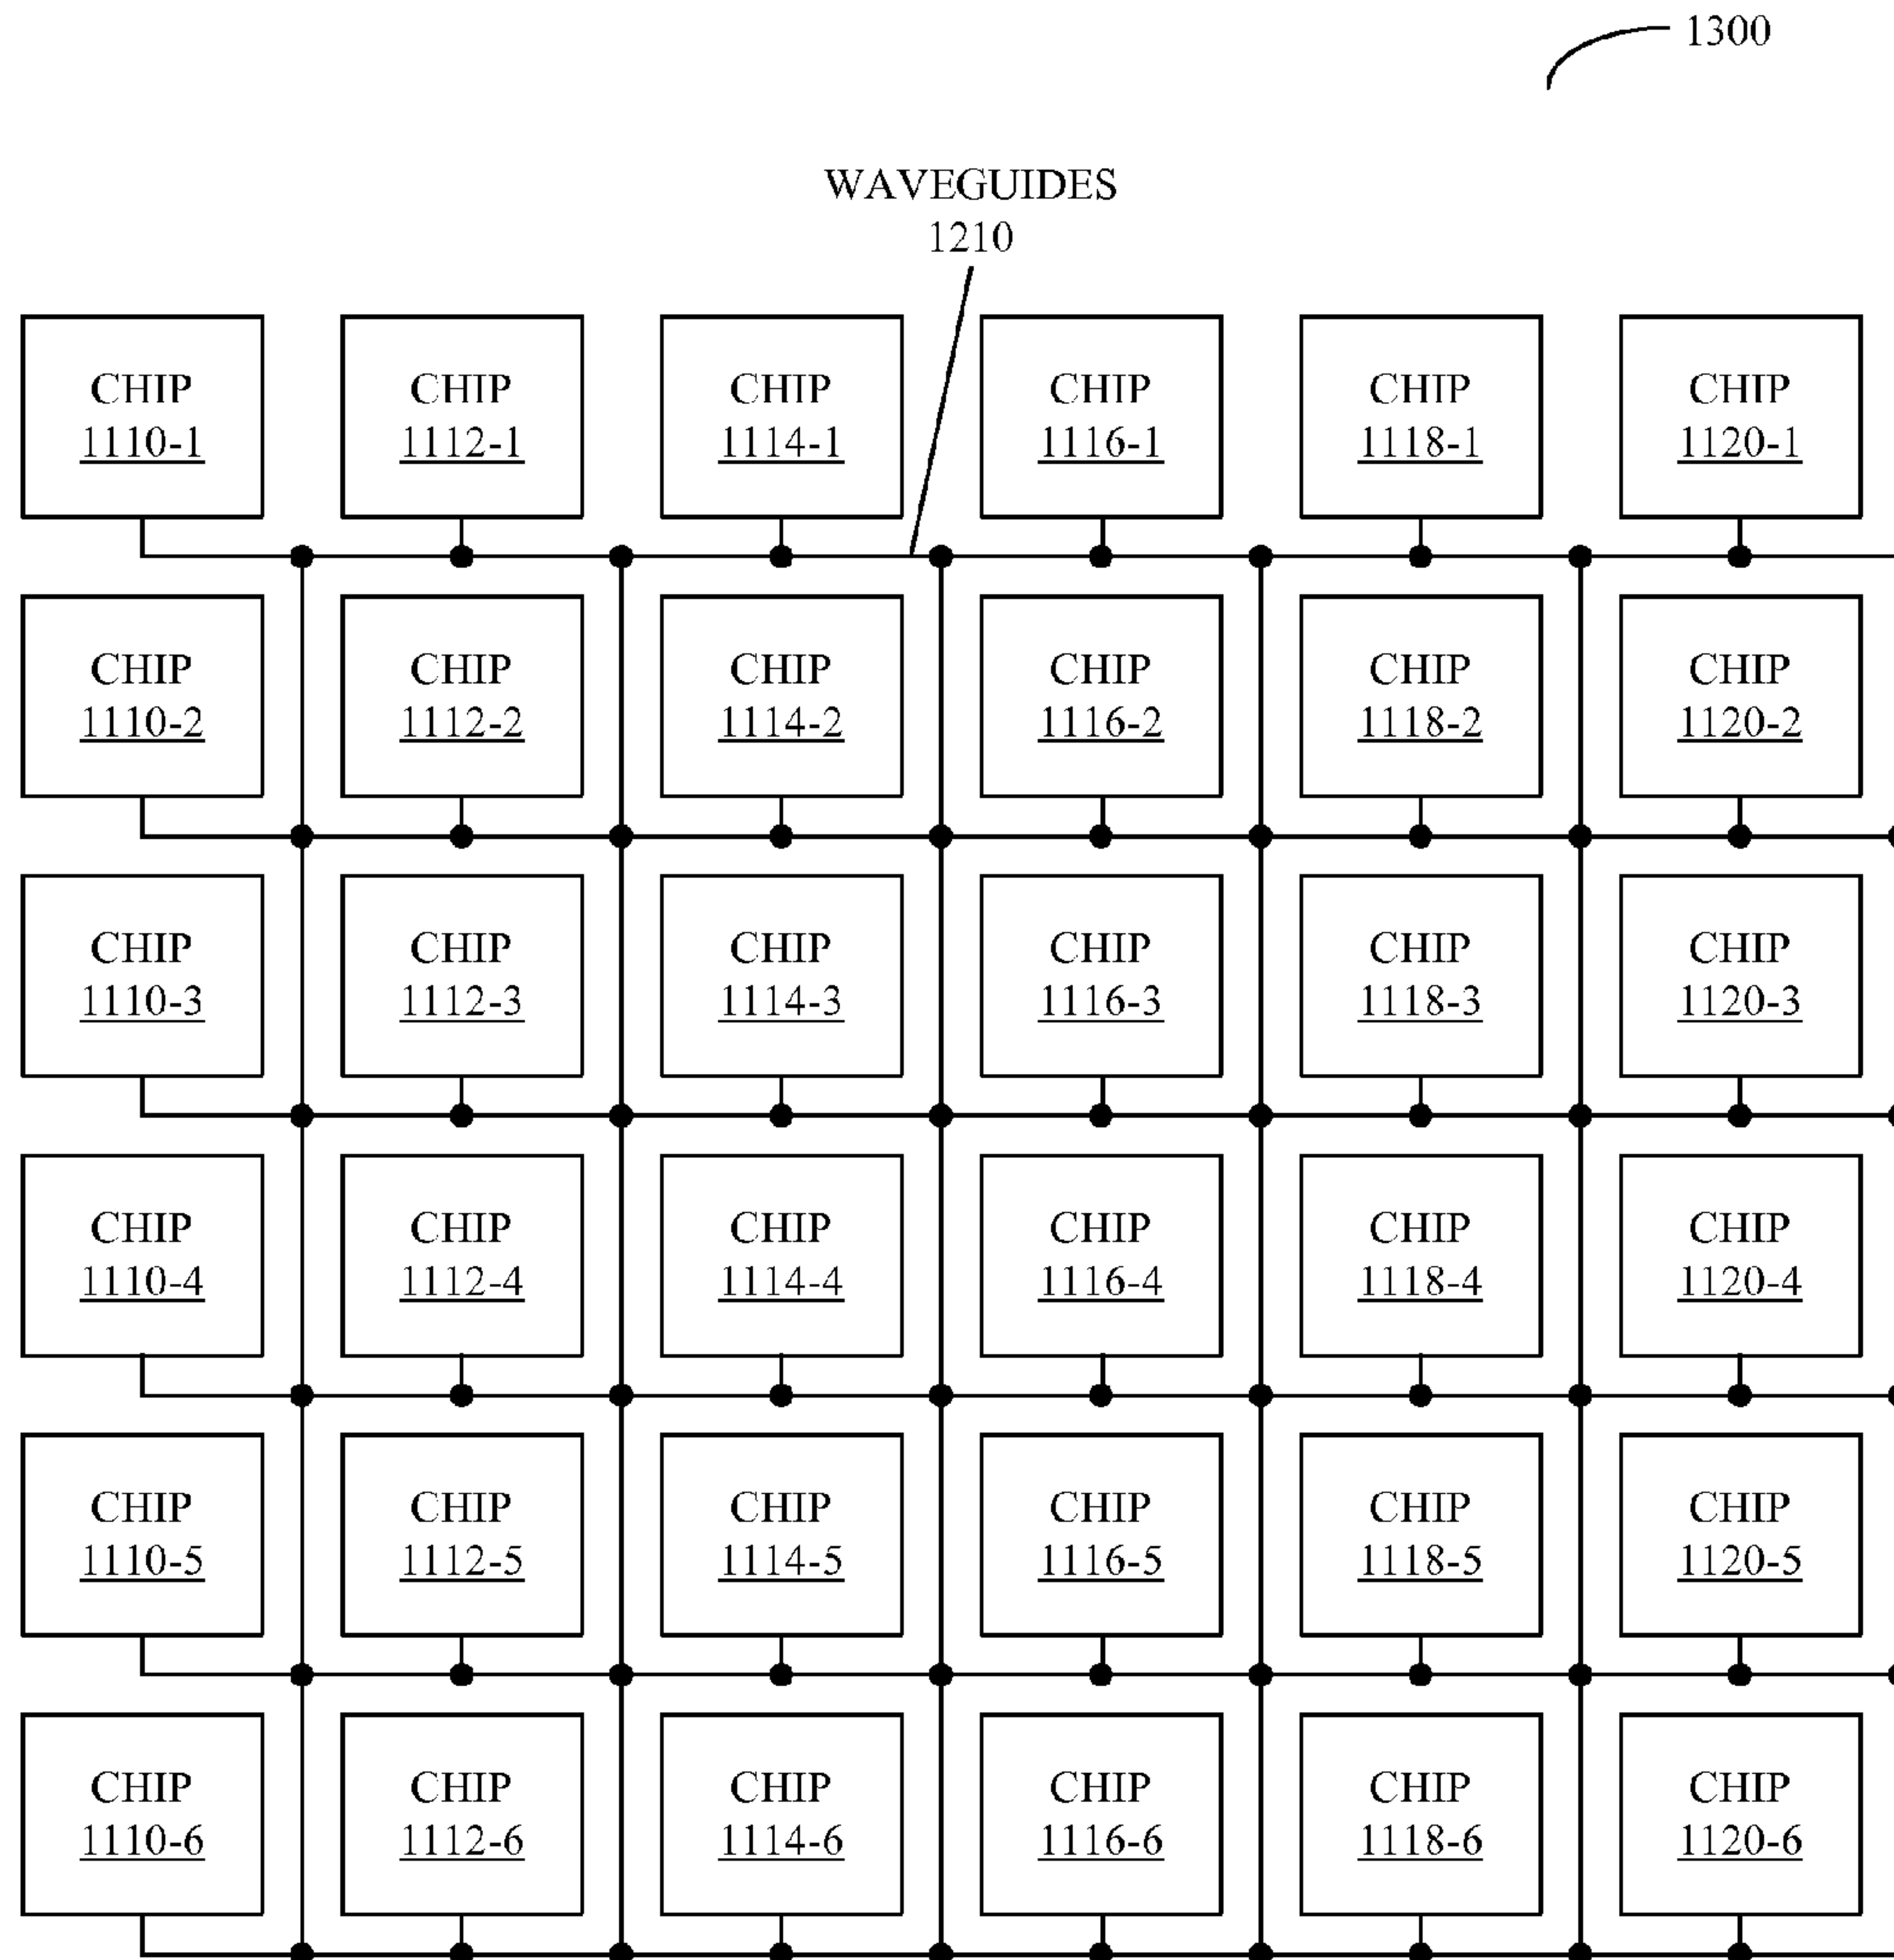 1300
WAVEGUIDES
1210
CHIP CHIP CHIP CHIP CHIP CHIP
1110-1 1112-1 1114-1 1116-1 1118-1 1120-1
CHIP CHIP CHIP CHIP CHIP CHIP
1110-2 1112-2 1114-2 1116-2 1118-2 1120-2
CHIP CHIP CHIP CHIP CHIP CHIP
1110-3 1112-3 1114-3 1116-3 1118-3 1120-3
CHIP CHIP CHIP CHIP CHIP CHIP
1110-4 1112-4 1114-4 1116-4 1118-4 1120-4
CHIP CHIP CHIP CHIP CHIP CHIP
1110-5 1112-5 1114-5 1116-5 1118-5 1120-5
CHIP CHIP CHIP CHIP CHIP CHIP
1110-6 1112-6 1114-6 1116-6 1118-6 1120-6